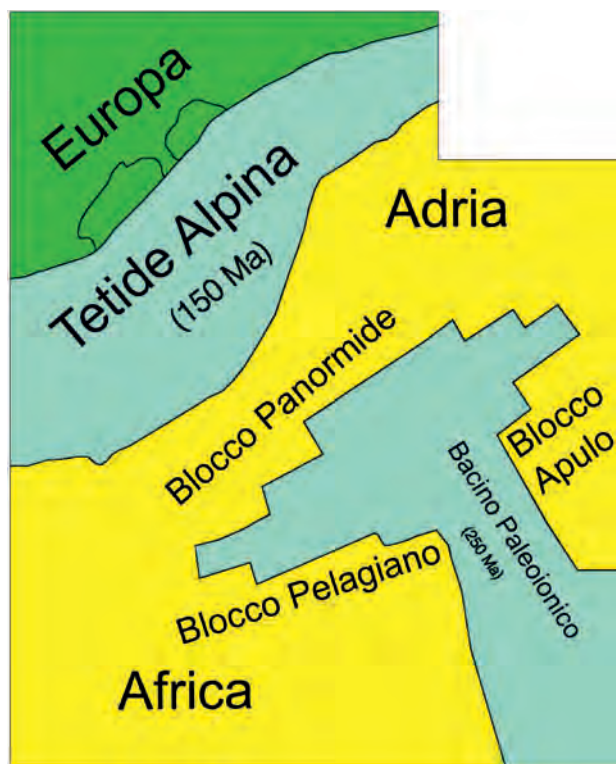 Europa
Tetide Alpina
(150 Ma)
Adria
Blocco Panormide
Blocco
Apulo
Bacino Paleoionico
(250 Ma)
Blocco Pelagiano
Africa